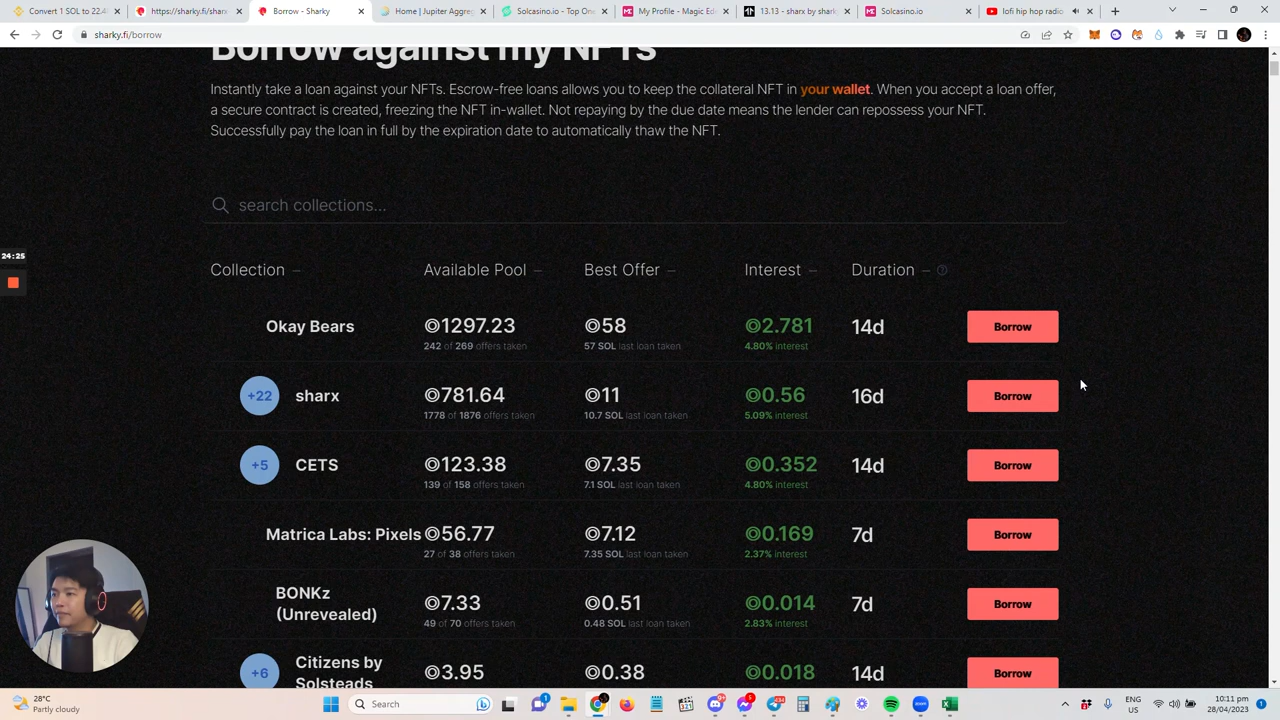 Convert 1 SOL to
https://sharky.fi/shar
Borrow - Sharky
Home | Jupiter Aggreg
Solcasino.io - Top On
My Profile - Magic Ed
13.13 - shar by shark
Solcasino.io
lofi hip hop radio
sharky.fi/borrow
Borrow against my NFTs
Instantly take a loan against your NFTs. Escrow-free loans allows you to keep the collateral NFT in your wallet. When you accept a loan offer,
a secure contract is created, freezing the NFT in-wallet. Not repaying by the due date means the lender can repossess your NFT.
Successfully pay the loan in full by the expiration date to automatically thaw the NFT.
search collections...
24:25
Collection – Available Pool – Best Offer – Interest – Duration –
Okay Bears 1297.23 58 2.781 14d Borrow
242 of 269 offers taken 57 SOL last loan taken 4.80% interest
+22 sharx 781.64 11 0.56 16d Borrow
1778 of 1876 offers taken 10.7 SOL last loan taken 5.09% interest
+5 CETS 123.38 7.35 0.352 14d Borrow
139 of 158 offers taken 7.1 SOL last loan taken 4.80% interest
Matrica Labs: Pixels 56.77 7.12 0.169 7d Borrow
27 of 38 offers taken 7.35 SOL last loan taken 2.37% interest
BONKz
(Unrevealed) 7.33 0.51 0.014 7d Borrow
49 of 70 offers taken 0.48 SOL last loan taken 2.83% interest
+6 Citizens by
Solsteads 3.95 0.38 0.018 14d Borrow
28°C
Partly cloudy
Search
ENG
US
10:11 pm
28/04/2023